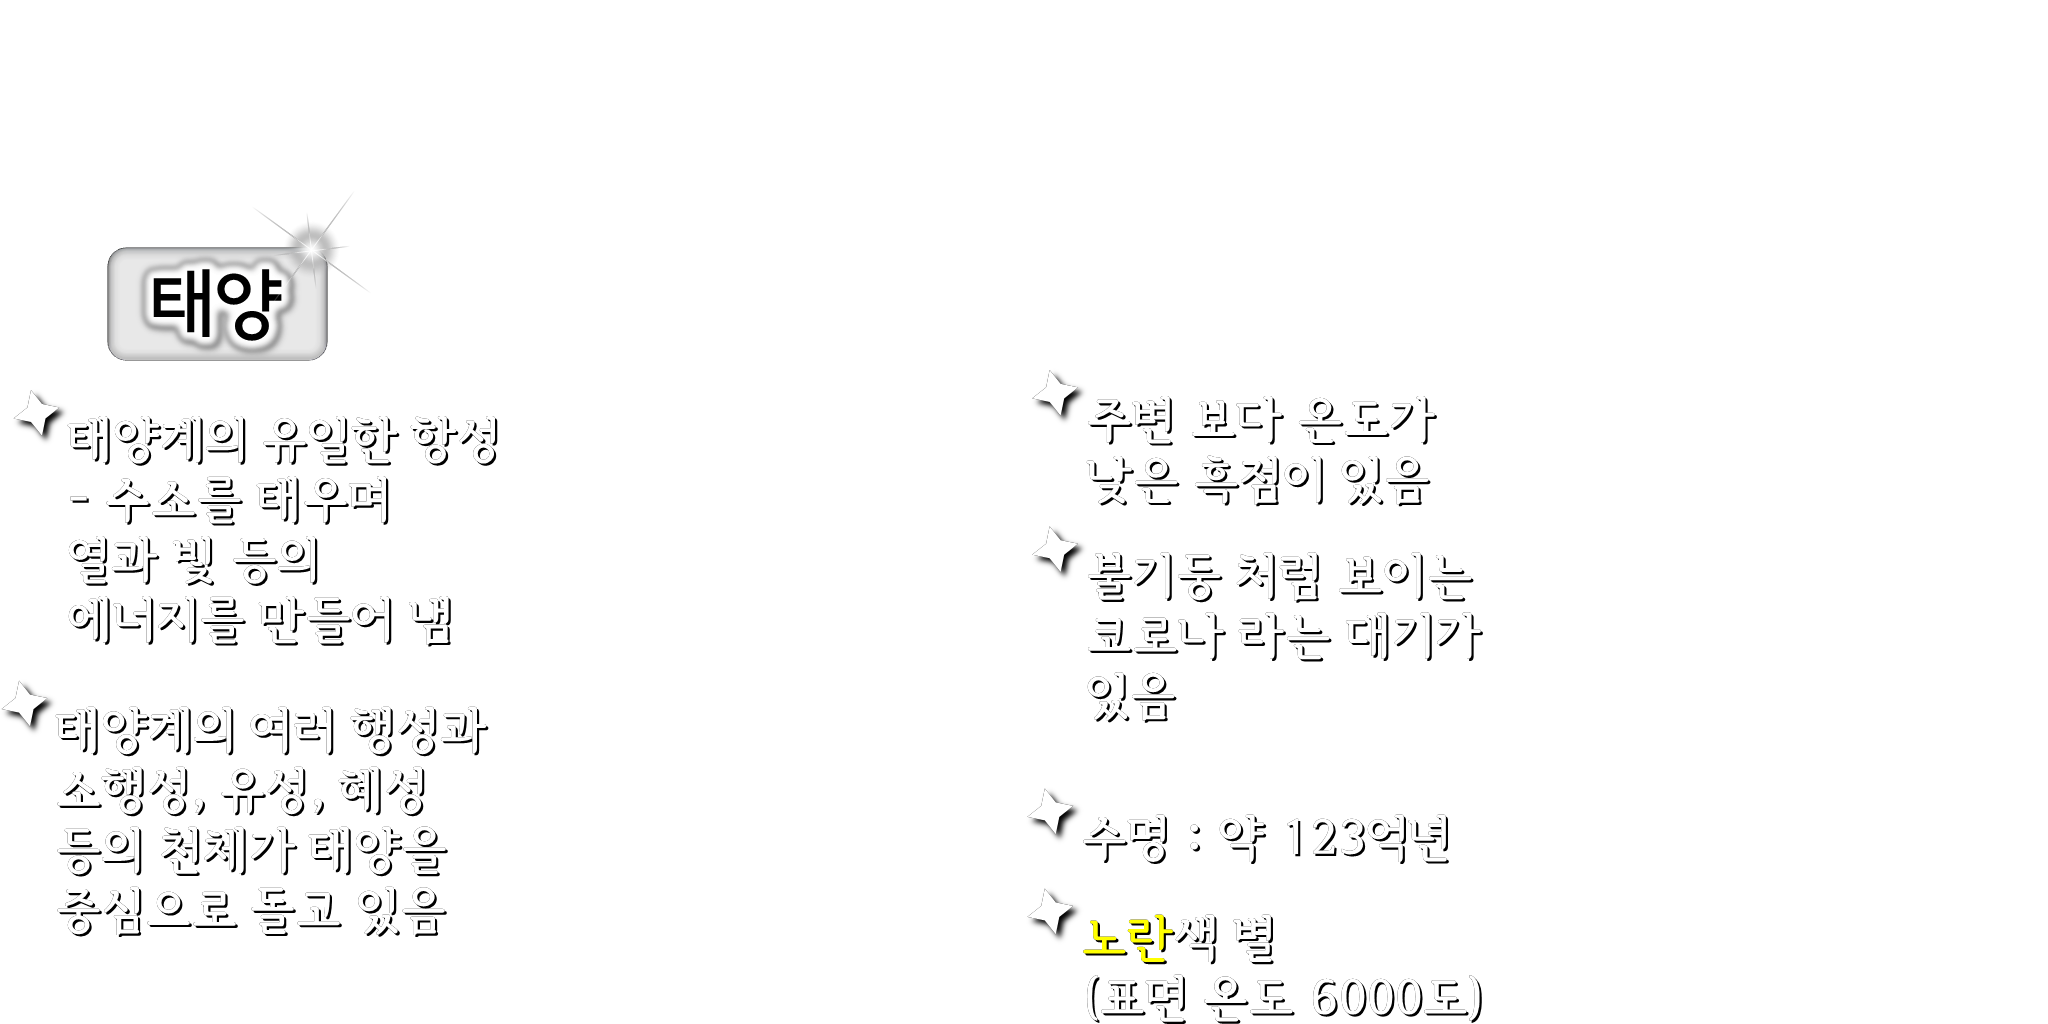 태양
태양계의 유일한 항성
- 수소를 태우며
열과 빛 등의
에너지를 만들어 냄
태양계의 여러 행성과
소행성, 유성, 혜성
등의 천체가 태양을
중심으로 돌고 있음
주변 보다 온도가
낮은 흑점이 있음
불기둥 처럼 보이는
코로나 라는 대기가
있음
수명 : 약 123억년
노란색 별
(표면 온도 6000도)